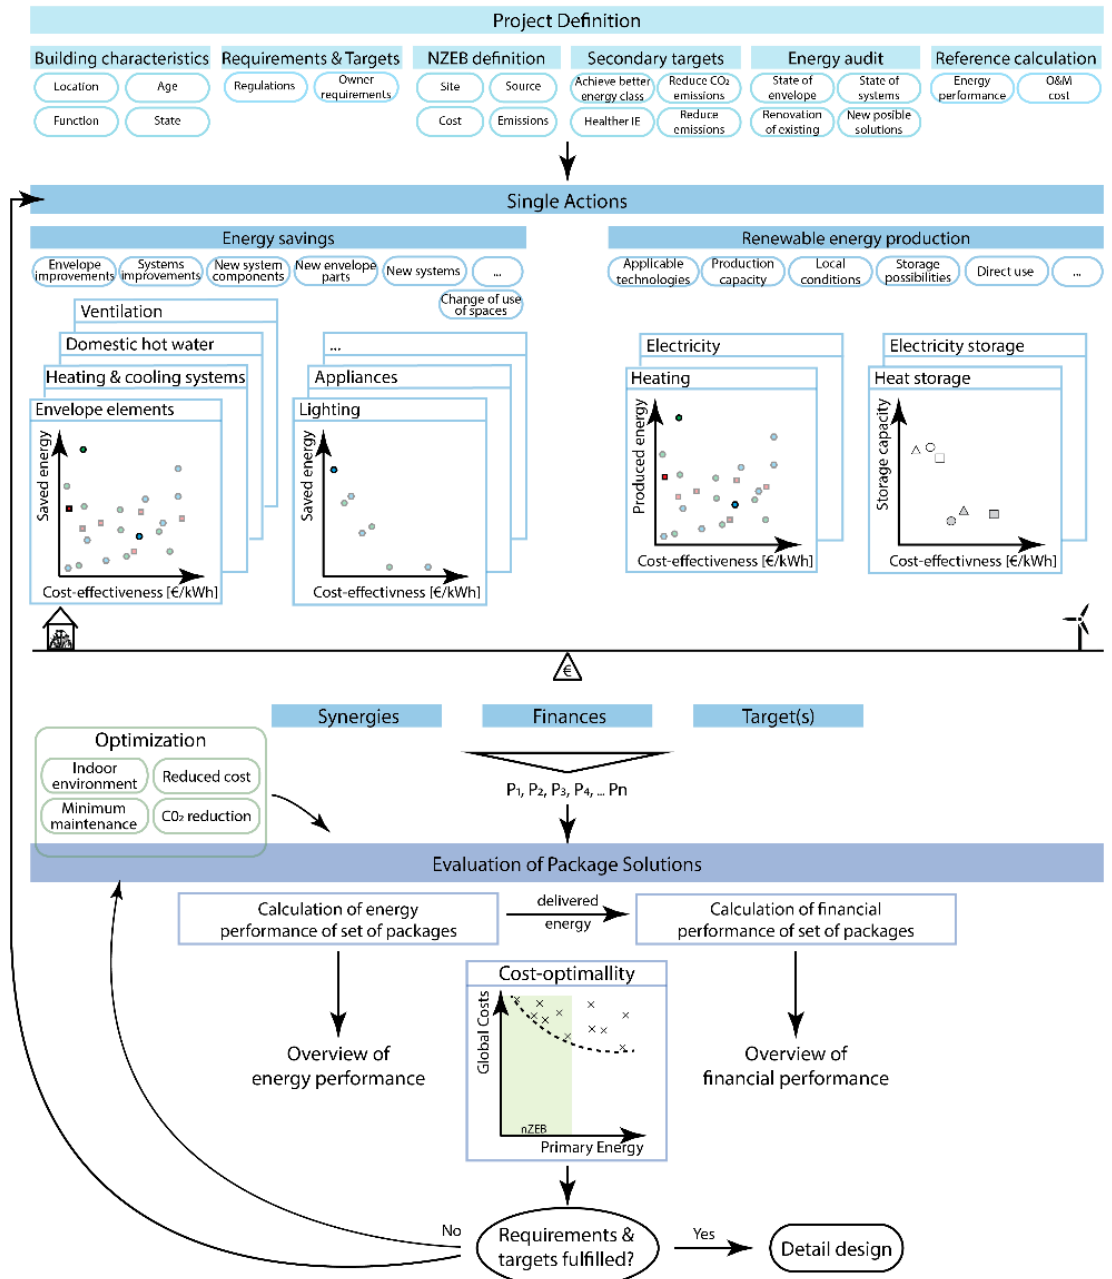 Project Definition
Building characteristics
Requirements & Targets
NZEB definition
Secondary targets
Energy audit
Reference calculation
Location
Age
Function
State
Regulations
Owner
requirements
Site
Source
Cost
Emissions
Achieve better
energy class
Reduce CO₂
emissions
Healther IE
Reduce
emissions
State of
envelope
State of
systems
Renovation
of existing
New posible
solutions
Energy
performance
O&M
cost
Single Actions
Energy savings
Renewable energy production
Envelope
improvements
Systems
improvements
New system
components
New envelope
parts
New systems
...
Change of use
of spaces
Applicable
technologies
Production
capacity
Local
conditions
Storage
possibilities
Direct use
...
Ventilation
Domestic hot water
Heating & cooling systems
Envelope elements
Saved energy
Cost-effectiveness [€/kWh]
...
Appliances
Lighting
Saved energy
Cost-effectivness [€/kWh]
Electricity
Heating
Produced energy
Cost-effectiveness [€/kWh]
Electricity storage
Heat storage
Storage capacity
Cost-effectiveness [€/kWh]
€
Synergies
Finances
Target(s)
Optimization
Indoor
environment
Reduced cost
Minimum
maintenance
C0₂ reduction
P₁, P₂, P₃, P₄, ... Pn
Evaluation of Package Solutions
Calculation of energy
performance of set of packages
delivered
energy
Calculation of financial
performance of set of packages
Cost-optimallity
Global Costs
nZEB
Primary Energy
Overview of
energy performance
Overview of
financial performance
No
Requirements &
targets fulfilled?
Yes
Detail design